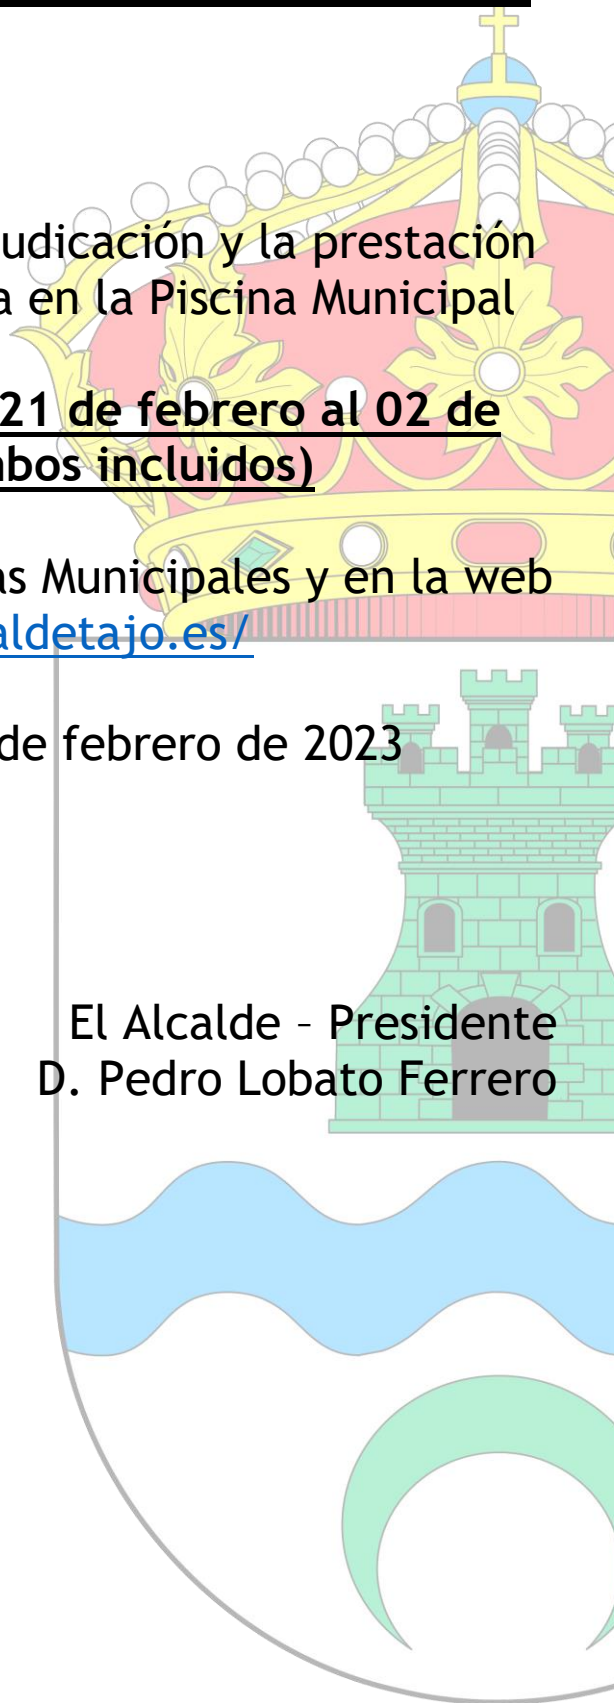 udicación y la prestación
a en la Piscina Municipal
21 de febrero al 02 de
bos incluidos)
as Municipales y en la web
aldetajo.es/
de febrero de 2023
El Alcalde – Presidente
D. Pedro Lobato Ferrero